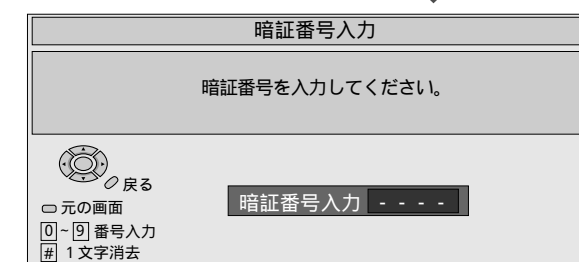 暗証番号入力
暗証番号を入力してください。
戻る
元の画面
0~9 番号入力
# 1文字消去
暗証番号入力 - - - -